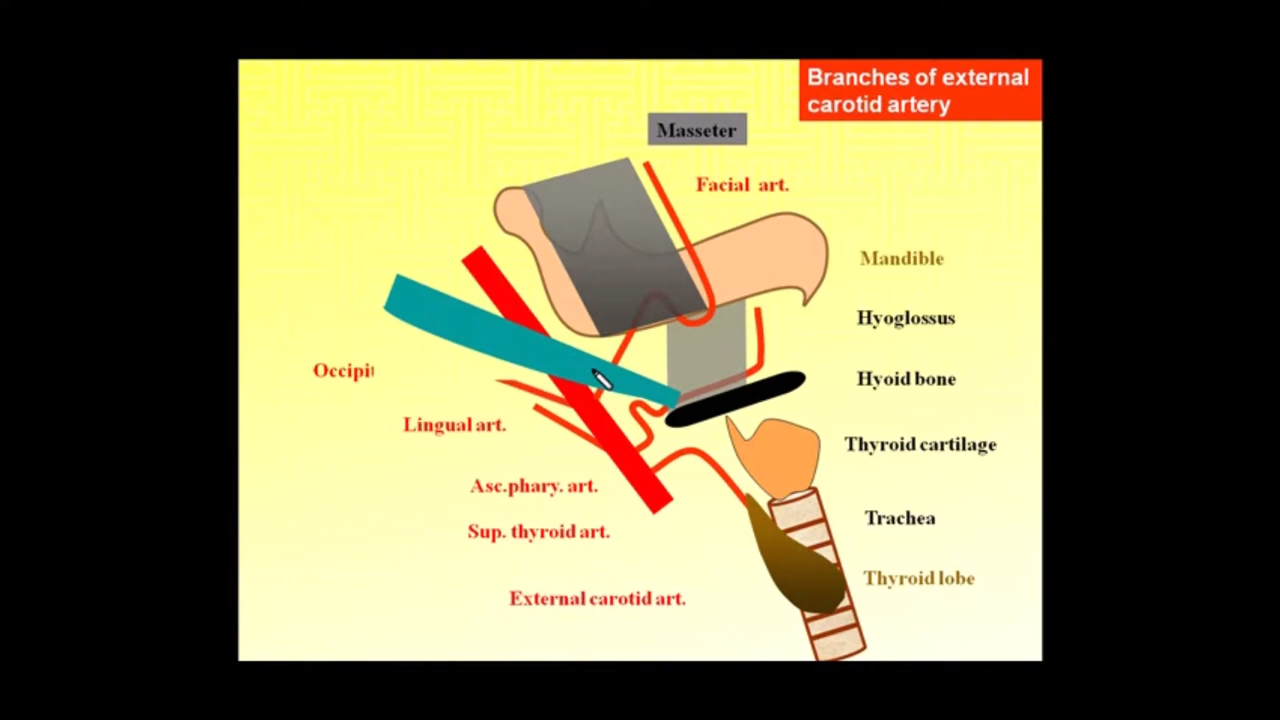 Branches of external
carotid artery
Masseter
Facial art.
Mandible
Hyoglossus
Occipit
Hyoid bone
Lingual art.
Thyroid cartilage
Asc.phary. art.
Trachea
Sup. thyroid art.
Thyroid lobe
External carotid art.